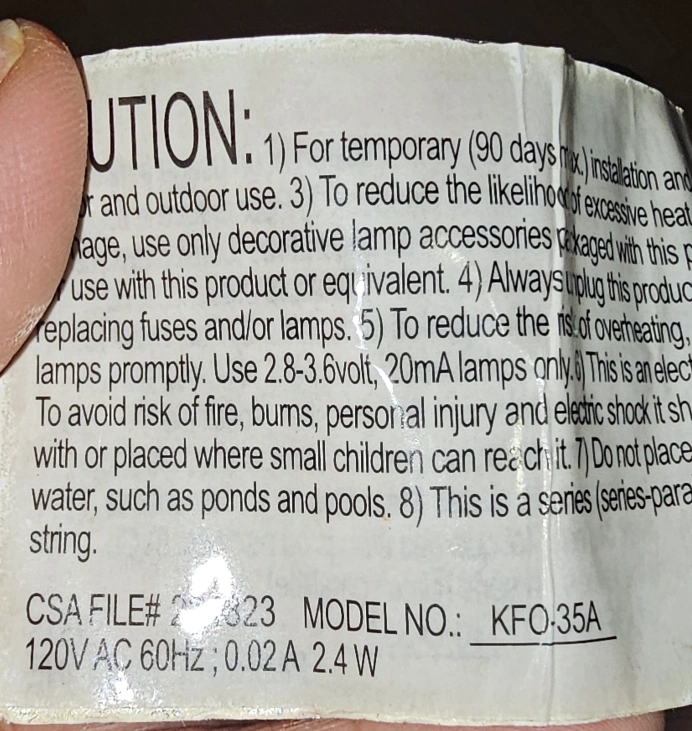 UTION: 1) For temporary (90 days .) installation and
and outdoor use. 3) To reduce the likelihood of excessive heat
use only decorative lamp accessories packaged with this
use with this product or equivalent. 4) Always unplug this produc
replacing fuses and/or lamps. 5) To reduce the risk of overheating,
lamps promptly. Use 2.8-3.6volt, 20mA lamps only. 6) This is an elect
To avoid risk of fire, burns, personal injury and electric shock it sh
with or placed where small children can reach it. 7) Do not place
water, such as ponds and pools. 8) This is a series (series-para
string.
CSA FILE# MODEL NO.: KFO-35A
120V AC 60Hz ; 0.02 A 2.4 W